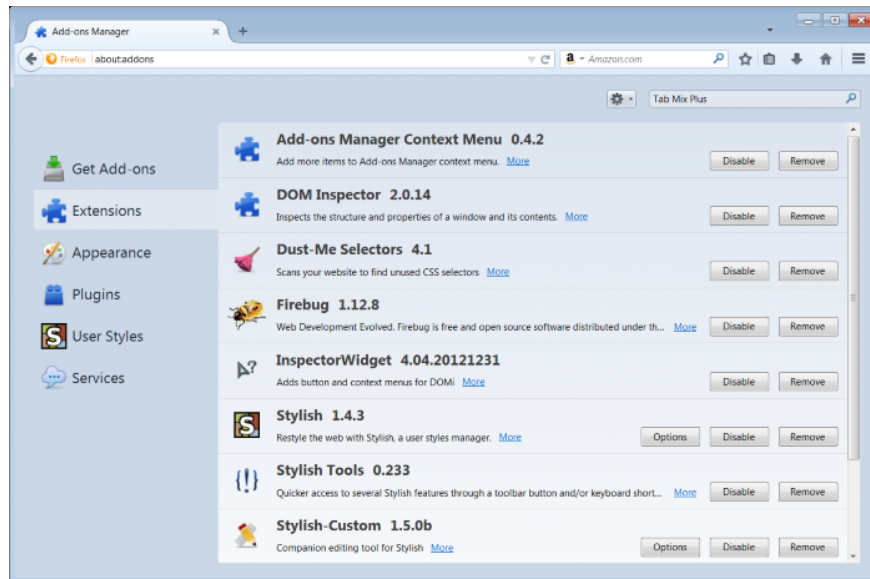 Add-ons Manager
Firefox about:addons
Amazon.com
Tab Mix Plus
Get Add-ons
Extensions
Appearance
Plugins
User Styles
Services
Add-ons Manager Context Menu 0.4.2
Add more items to Add-ons Manager context menu. More
Disable Remove
DOM Inspector 2.0.14
Inspects the structure and properties of a window and its contents. More
Disable Remove
Dust-Me Selectors 4.1
Scans your website to find unused CSS selectors More
Disable Remove
Firebug 1.12.8
Web Development Evolved. Firebug is free and open source software distributed under th... More
Disable Remove
InspectorWidget 4.04.20121231
Adds button and context menus for DOMi More
Disable Remove
Stylish 1.4.3
Restyle the web with Stylish, a user styles manager. More
Options Disable Remove
Stylish Tools 0.233
Quicker access to several Stylish features through a toolbar button and/or keyboard short... More
Disable Remove
Stylish-Custom 1.5.0b
Companion editing tool for Stylish More
Options Disable Remove